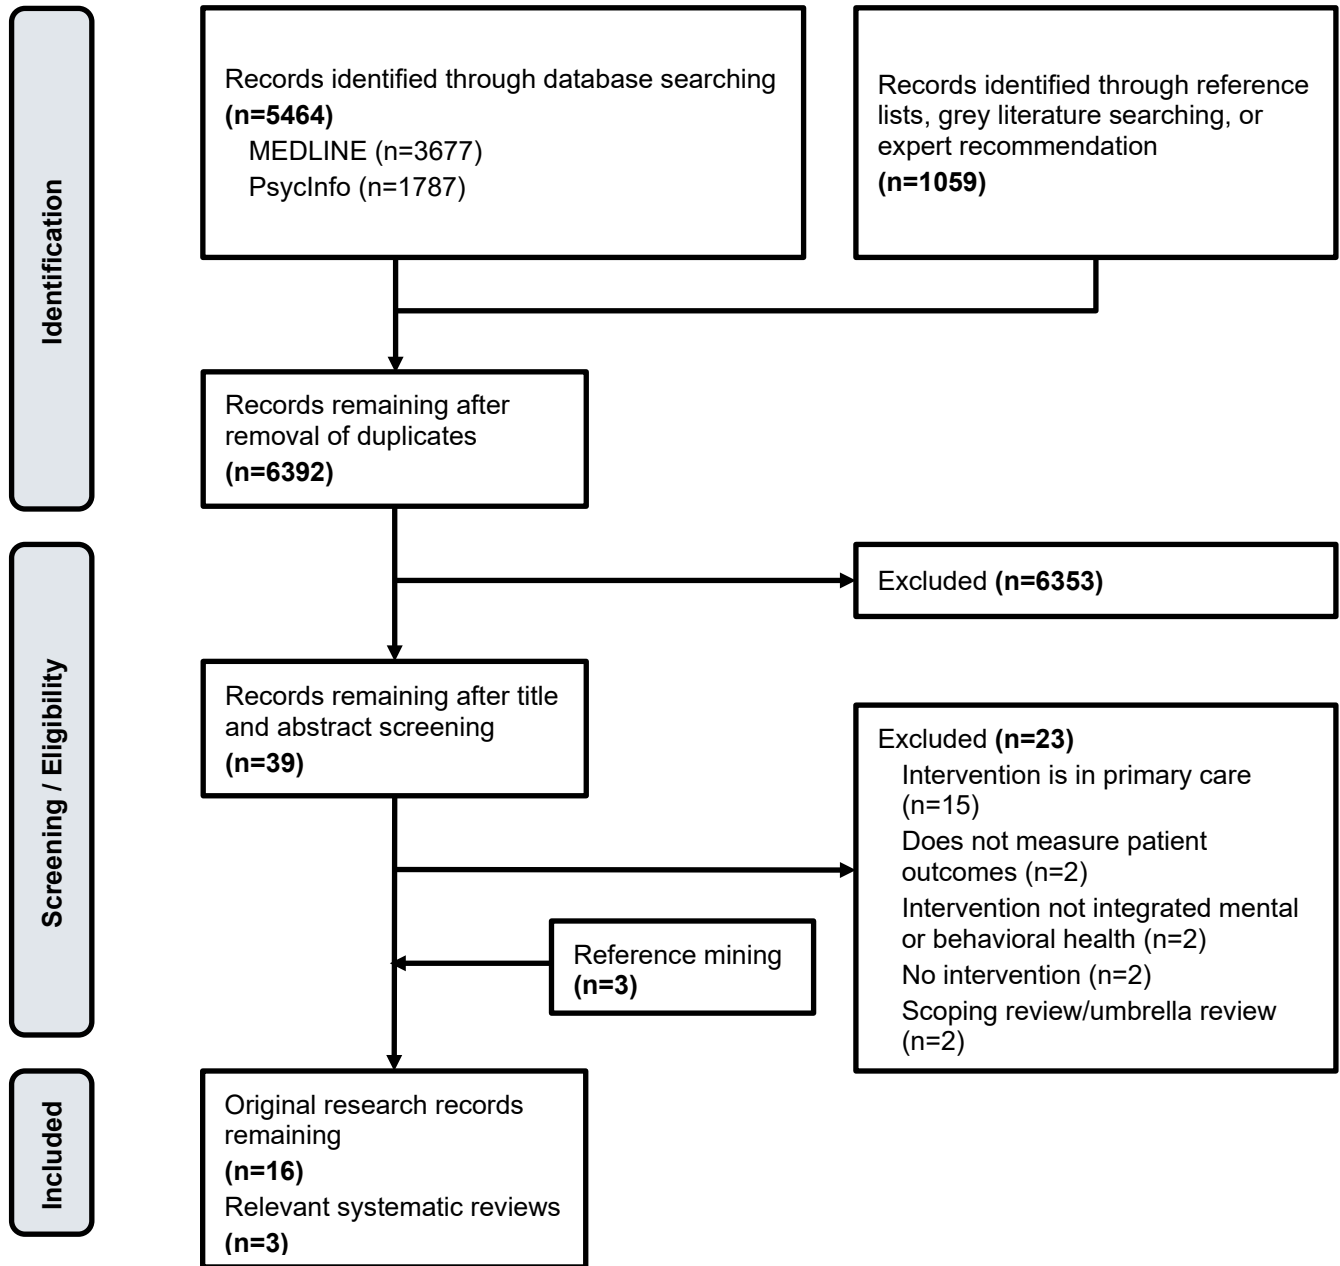 Identification
Records identified through database searching
(n=5464)
MEDLINE (n=3677)
PsycInfo (n=1787)
Records identified through reference
lists, grey literature searching, or
expert recommendation
(n=1059)
Records remaining after
removal of duplicates
(n=6392)
Screening / Eligibility
Excluded (n=6353)
Records remaining after title
and abstract screening
(n=39)
Excluded (n=23)
Intervention is in primary care
(n=15)
Does not measure patient
outcomes (n=2)
Intervention not integrated mental
or behavioral health (n=2)
No intervention (n=2)
Scoping review/umbrella review
(n=2)
Reference mining
(n=3)
Included
Original research records
remaining
(n=16)
Relevant systematic reviews
(n=3)